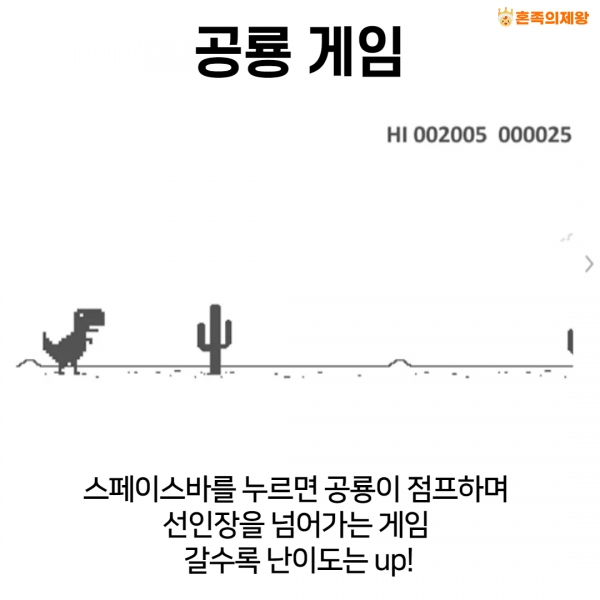 혼족의제왕
공룡 게임
HI 002005 000025
스페이스바를 누르면 공룡이 점프하며
선인장을 넘어가는 게임
갈수록 난이도는 up!